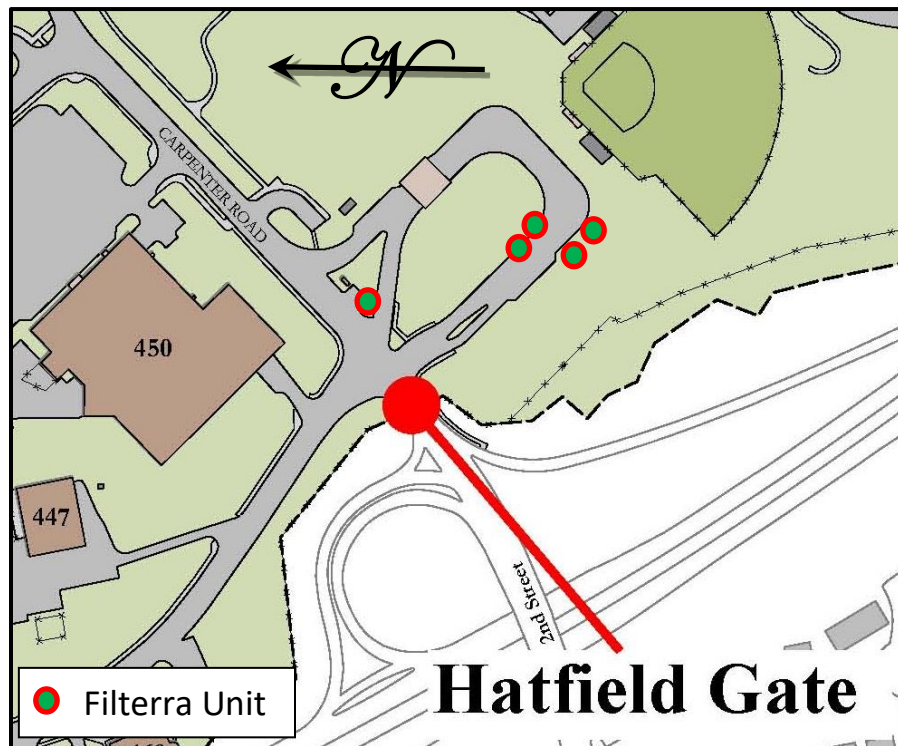 N
CARPENTER ROAD
450
447
2nd Street
Filterra Unit
Hatfield Gate